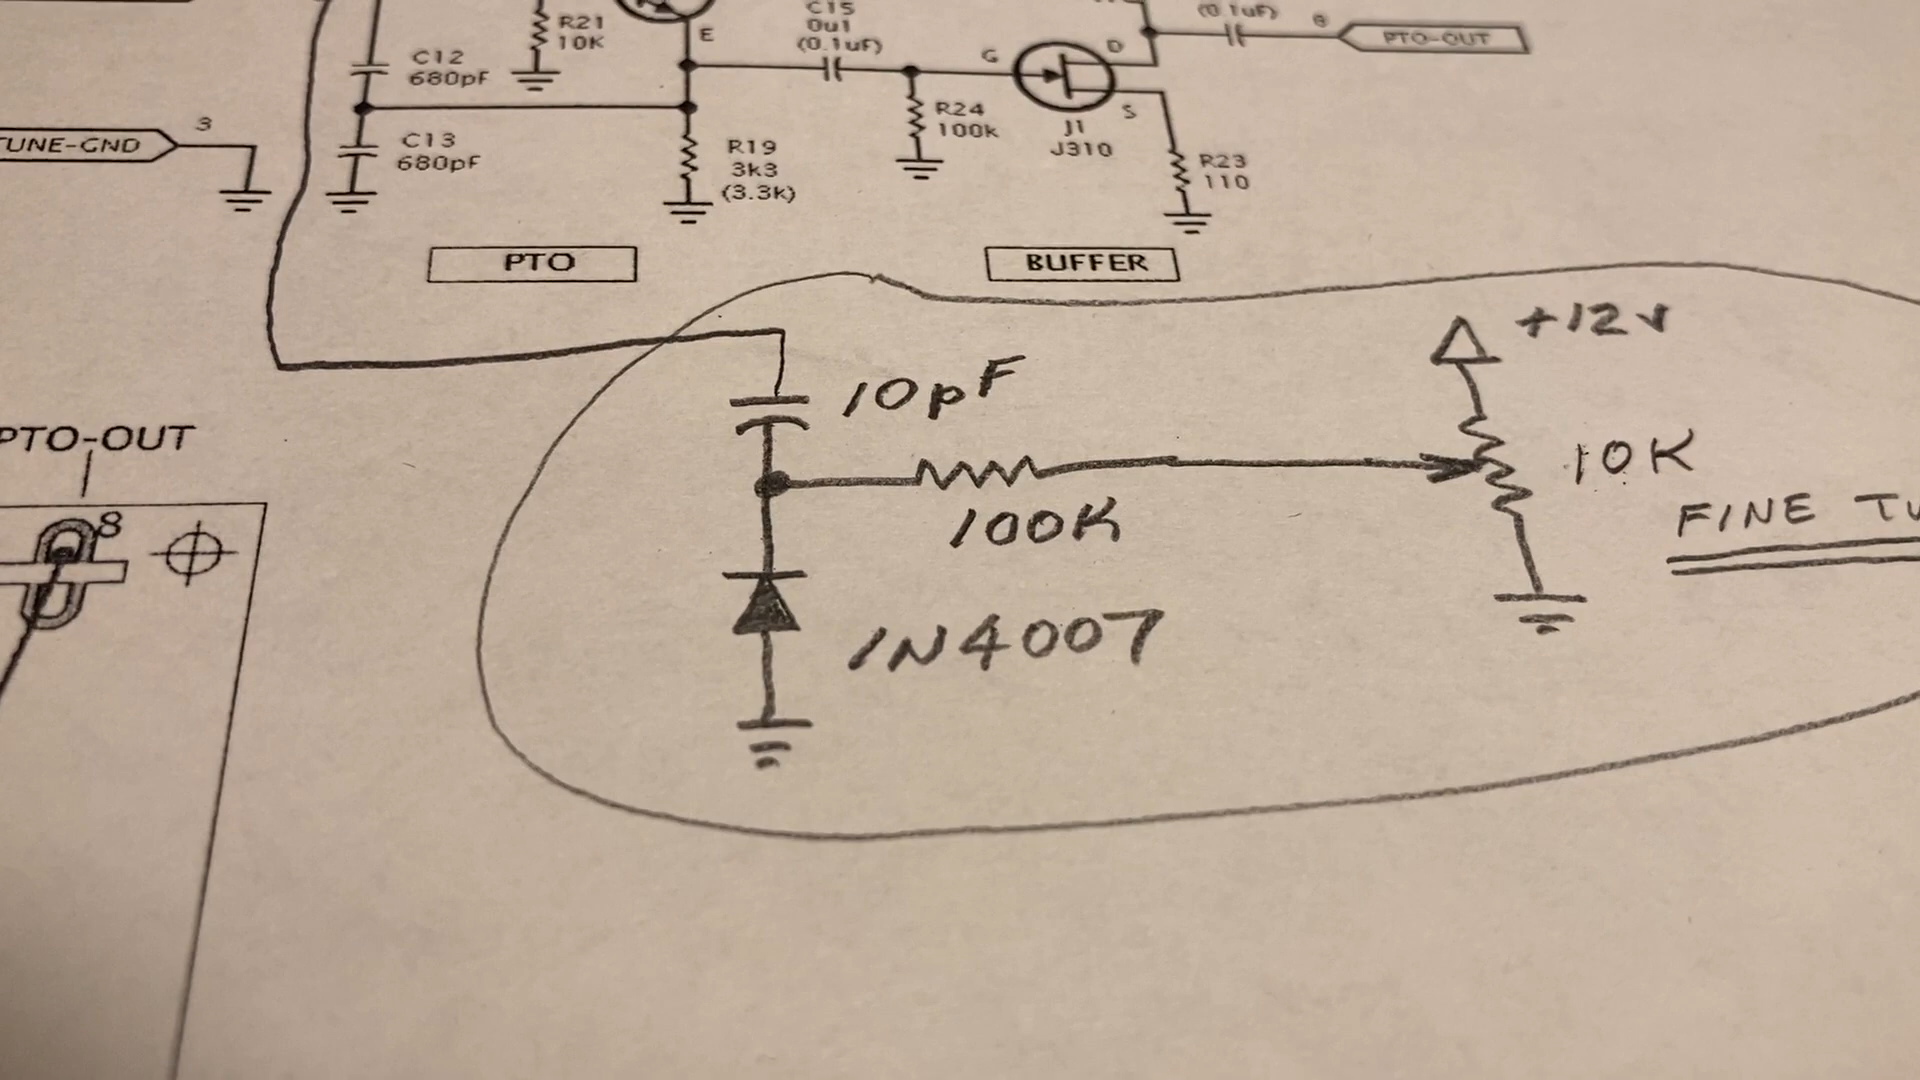 R21
10K
E
C15
0u1
(0.1uF)
(0.1uF)
8
PTO-OUT
C12
680pF
G
D
S
R24
100k
J1
J310
3
TUNE-GND
C13
680pF
R19
3k3
(3.3k)
R23
110
PTO
BUFFER
+12V
10pF
PTO-OUT
10K
100K
FINE TU
8
1N4007